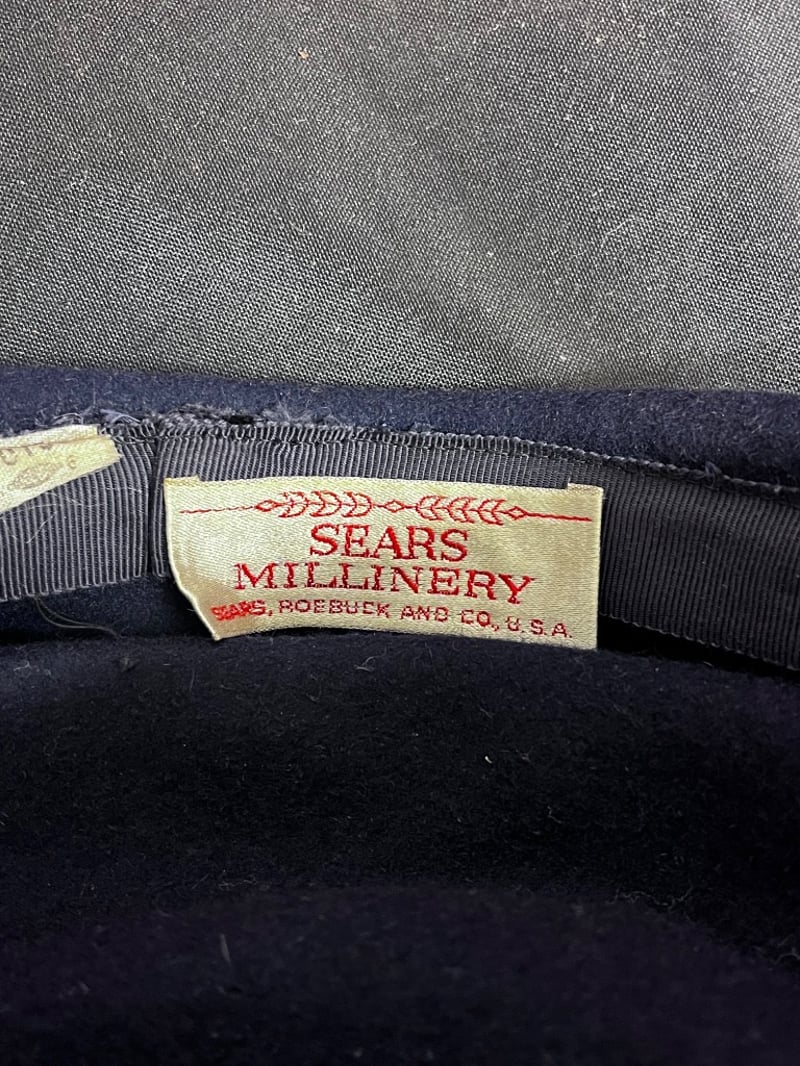 SEARS
MILLINERY
SEARS, ROEBUCK AND CO., U.S.A.